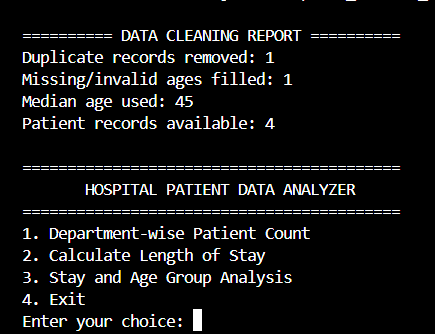 ========== DATA CLEANING REPORT ==========
Duplicate records removed: 1
Missing/invalid ages filled: 1
Median age used: 45
Patient records available: 4
==========================================
HOSPITAL PATIENT DATA ANALYZER
==========================================
1. Department-wise Patient Count
2. Calculate Length of Stay
3. Stay and Age Group Analysis
4. Exit
Enter your choice: